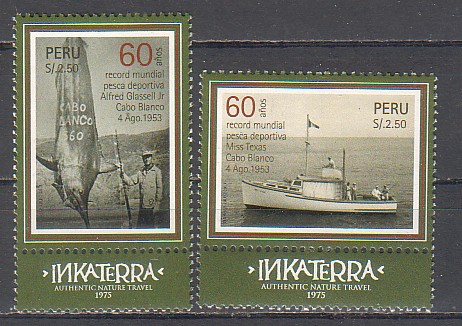 PERU
S/.2.50
60
años
record mundial
pesca deportiva
Alfred Glassell Jr
Cabo Blanco
4 Ago.1953
CABO
BLANCO
560
INKATERRA
AUTHENTIC NATURE TRAVEL
1975
60
años
record mundial
pesca deportiva
Miss Texas
Cabo Blanco
4 Ago.1953
PERU
S/.2.50
INKATERRA
AUTHENTIC NATURE TRAVEL
1975